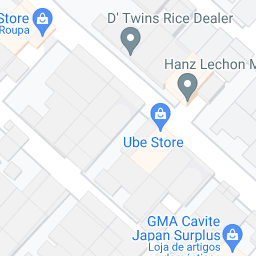 D' Twins Rice Dealer
Store
Roupa
Hanz Lechon M
Ube Store
GMA Cavite
Japan Surplus
Loja de artigos